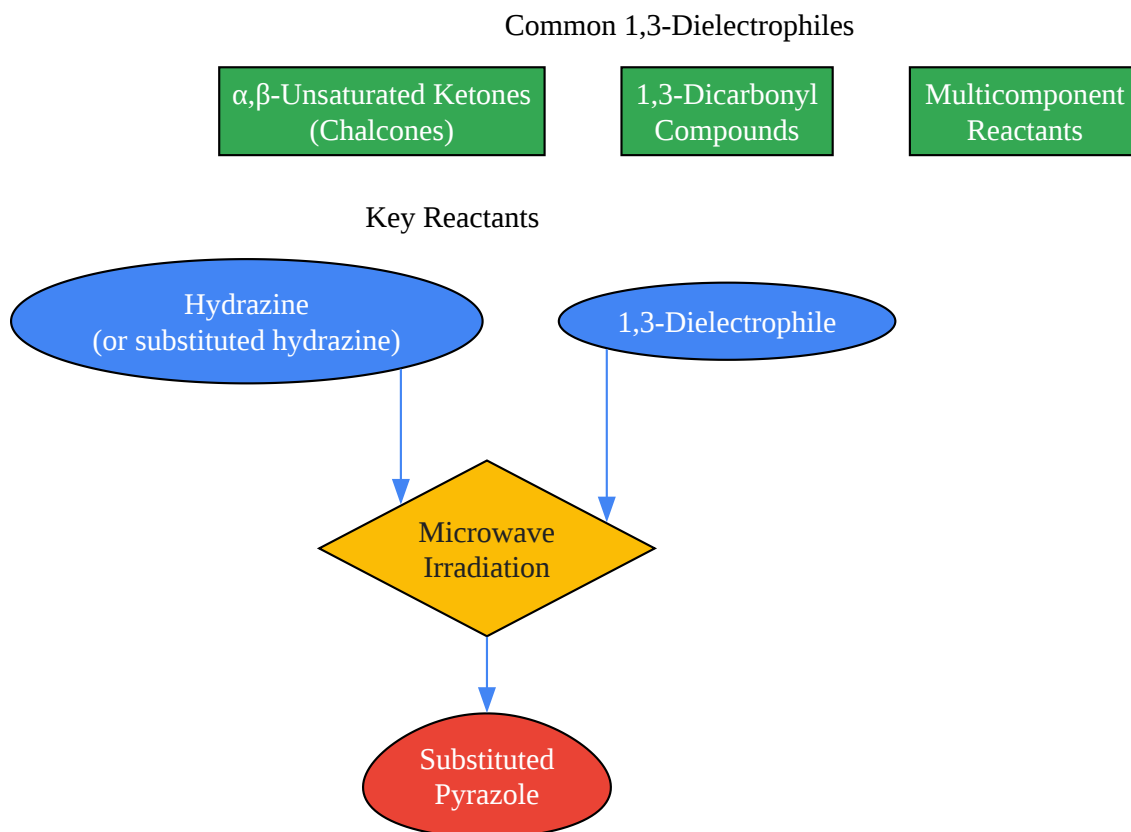 Common 1,3-Dielectrophiles
α,β-Unsaturated Ketones
(Chalcones)
1,3-Dicarbonyl
Compounds
Multicomponent
Reactants
Key Reactants
Hydrazine
(or substituted hydrazine)
1,3-Dielectrophile
Microwave
Irradiation
Substituted
Pyrazole